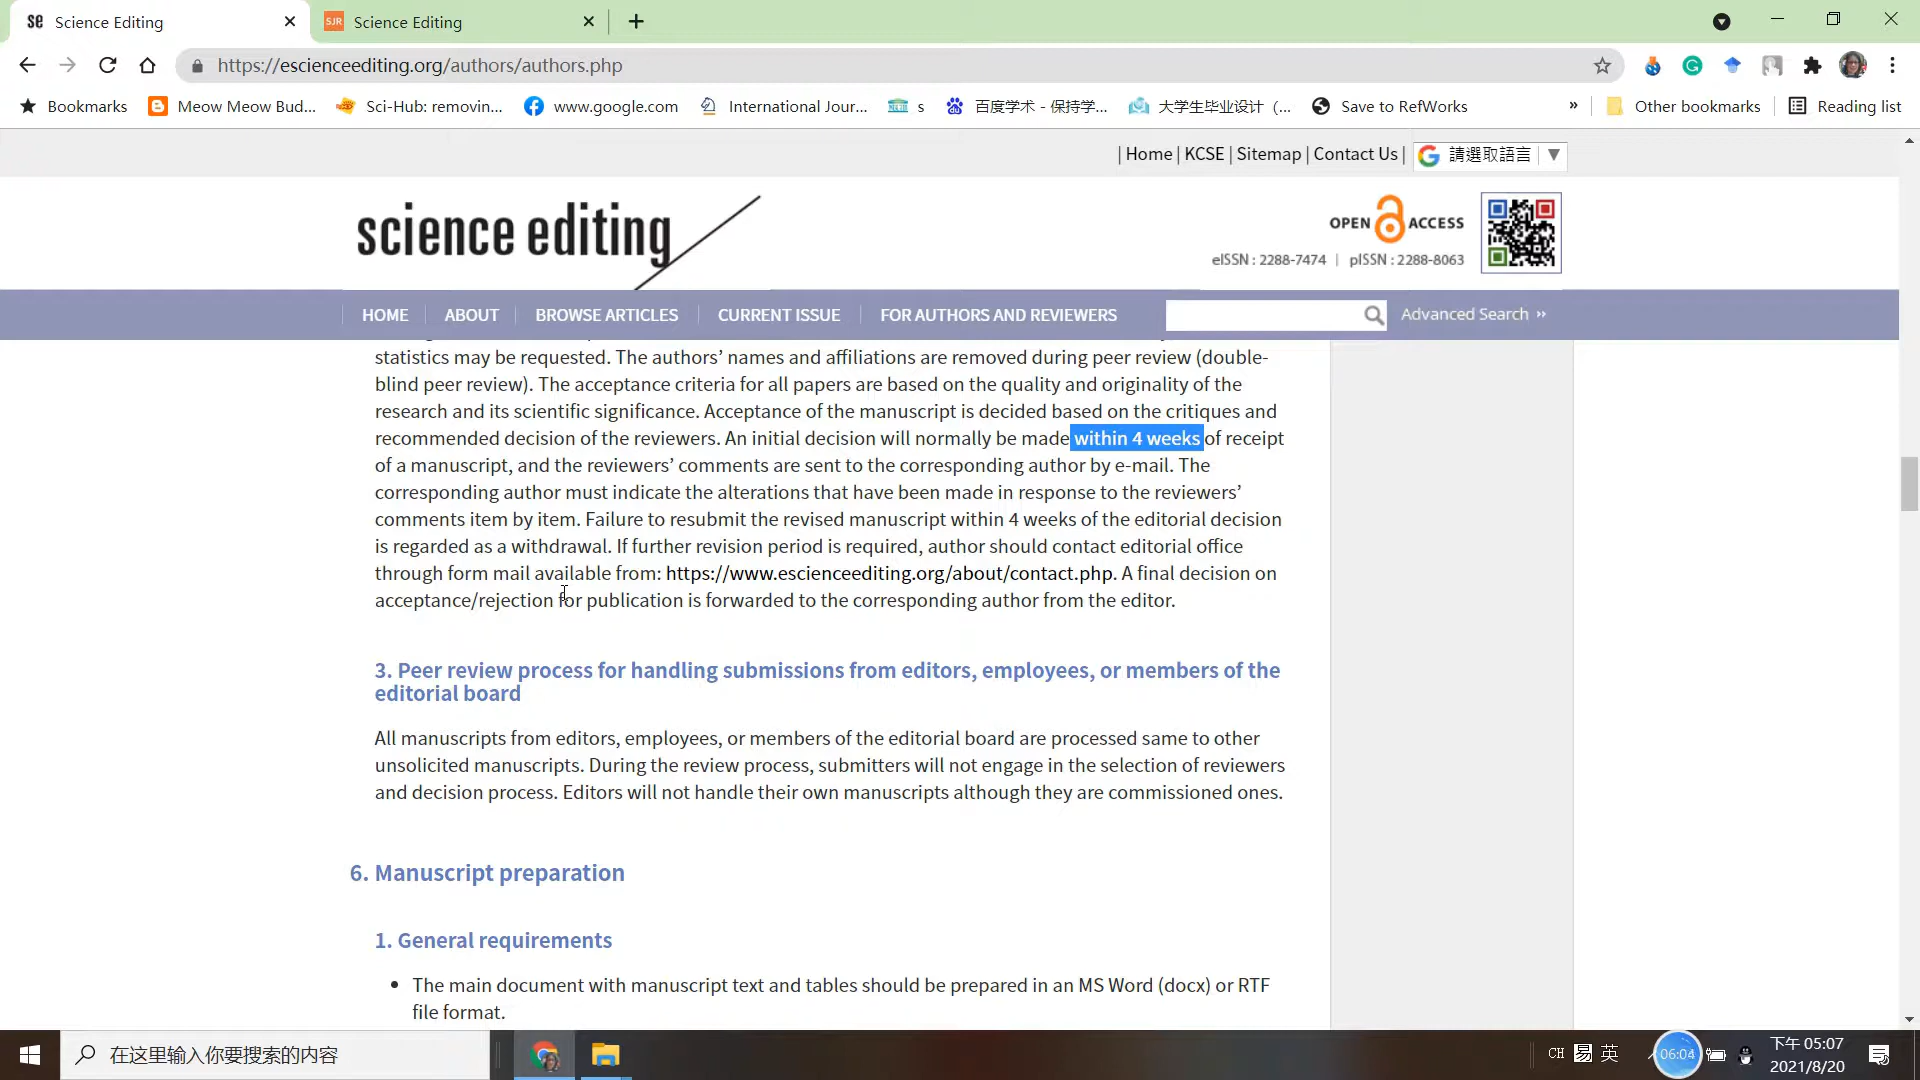 Science Editing
SJR Science Editing
https://escienceediting.org/authors/authors.php
Bookmarks Meow Meow Bud... Sci-Hub: removin... www.google.com International Jour... s 百度学术 - 保持学... 大学生毕业设计 (... Save to RefWorks » Other bookmarks Reading list
| Home | KCSE | Sitemap | Contact Us | 請選取語言 ▼
science editing
OPEN ACCESS
eISSN : 2288-7474 | pISSN : 2288-8063
HOME ABOUT BROWSE ARTICLES CURRENT ISSUE FOR AUTHORS AND REVIEWERS Advanced Search »
statistics may be requested. The authors’ names and affiliations are removed during peer review (double-
blind peer review). The acceptance criteria for all papers are based on the quality and originality of the
research and its scientific significance. Acceptance of the manuscript is decided based on the critiques and
recommended decision of the reviewers. An initial decision will normally be made within 4 weeks of receipt
of a manuscript, and the reviewers’ comments are sent to the corresponding author by e-mail. The
corresponding author must indicate the alterations that have been made in response to the reviewers’
comments item by item. Failure to resubmit the revised manuscript within 4 weeks of the editorial decision
is regarded as a withdrawal. If further revision period is required, author should contact editorial office
through form mail available from: https://www.escienceediting.org/about/contact.php. A final decision on
acceptance/rejection for publication is forwarded to the corresponding author from the editor.
3. Peer review process for handling submissions from editors, employees, or members of the
editorial board
All manuscripts from editors, employees, or members of the editorial board are processed same to other
unsolicited manuscripts. During the review process, submitters will not engage in the selection of reviewers
and decision process. Editors will not handle their own manuscripts although they are commissioned ones.
6. Manuscript preparation
1. General requirements
• The main document with manuscript text and tables should be prepared in an MS Word (docx) or RTF
file format.
在这里输入你要搜索的内容
CH 易 英 06:04 下午 05:07
2021/8/20